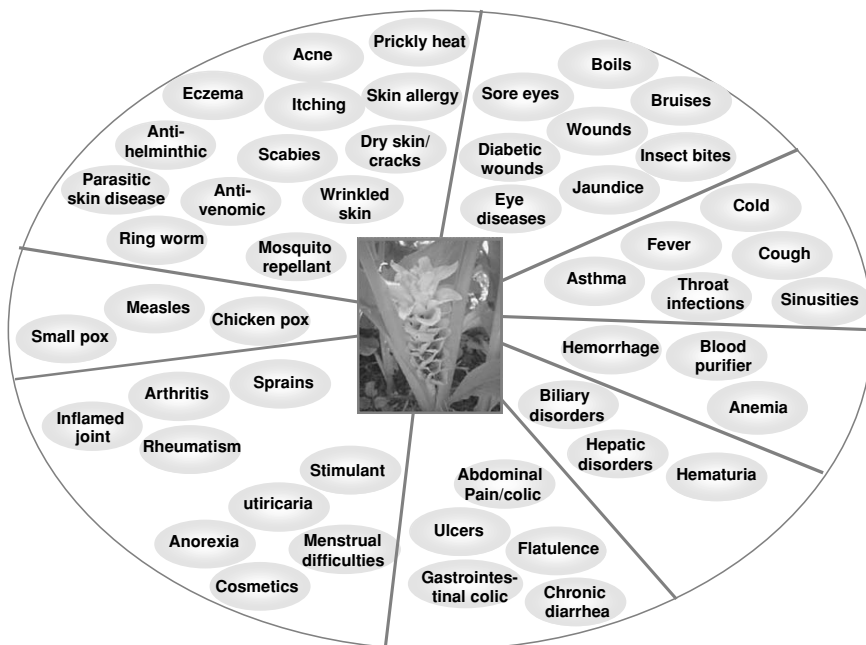 Acne
Prickly heat
Eczema
Itching
Skin allergy
Anti-
helminthic
Scabies
Dry skin/
cracks
Parasitic
skin disease
Anti-
venomic
Wrinkled
skin
Ring worm
Mosquito
repellant
Boils
Sore eyes
Bruises
Wounds
Diabetic
wounds
Insect bites
Jaundice
Eye
diseases
Cold
Fever
Cough
Asthma
Throat
infections
Sinusities
Hemorrhage
Blood
purifier
Anemia
Biliary
disorders
Hepatic
disorders
Hematuria
Abdominal
Pain/colic
Ulcers
Flatulence
Gastrointes-
tinal colic
Chronic
diarrhea
Measles
Chicken pox
Small pox
Sprains
Arthritis
Inflamed
joint
Rheumatism
Stimulant
utiricaria
Anorexia
Menstrual
difficulties
Cosmetics